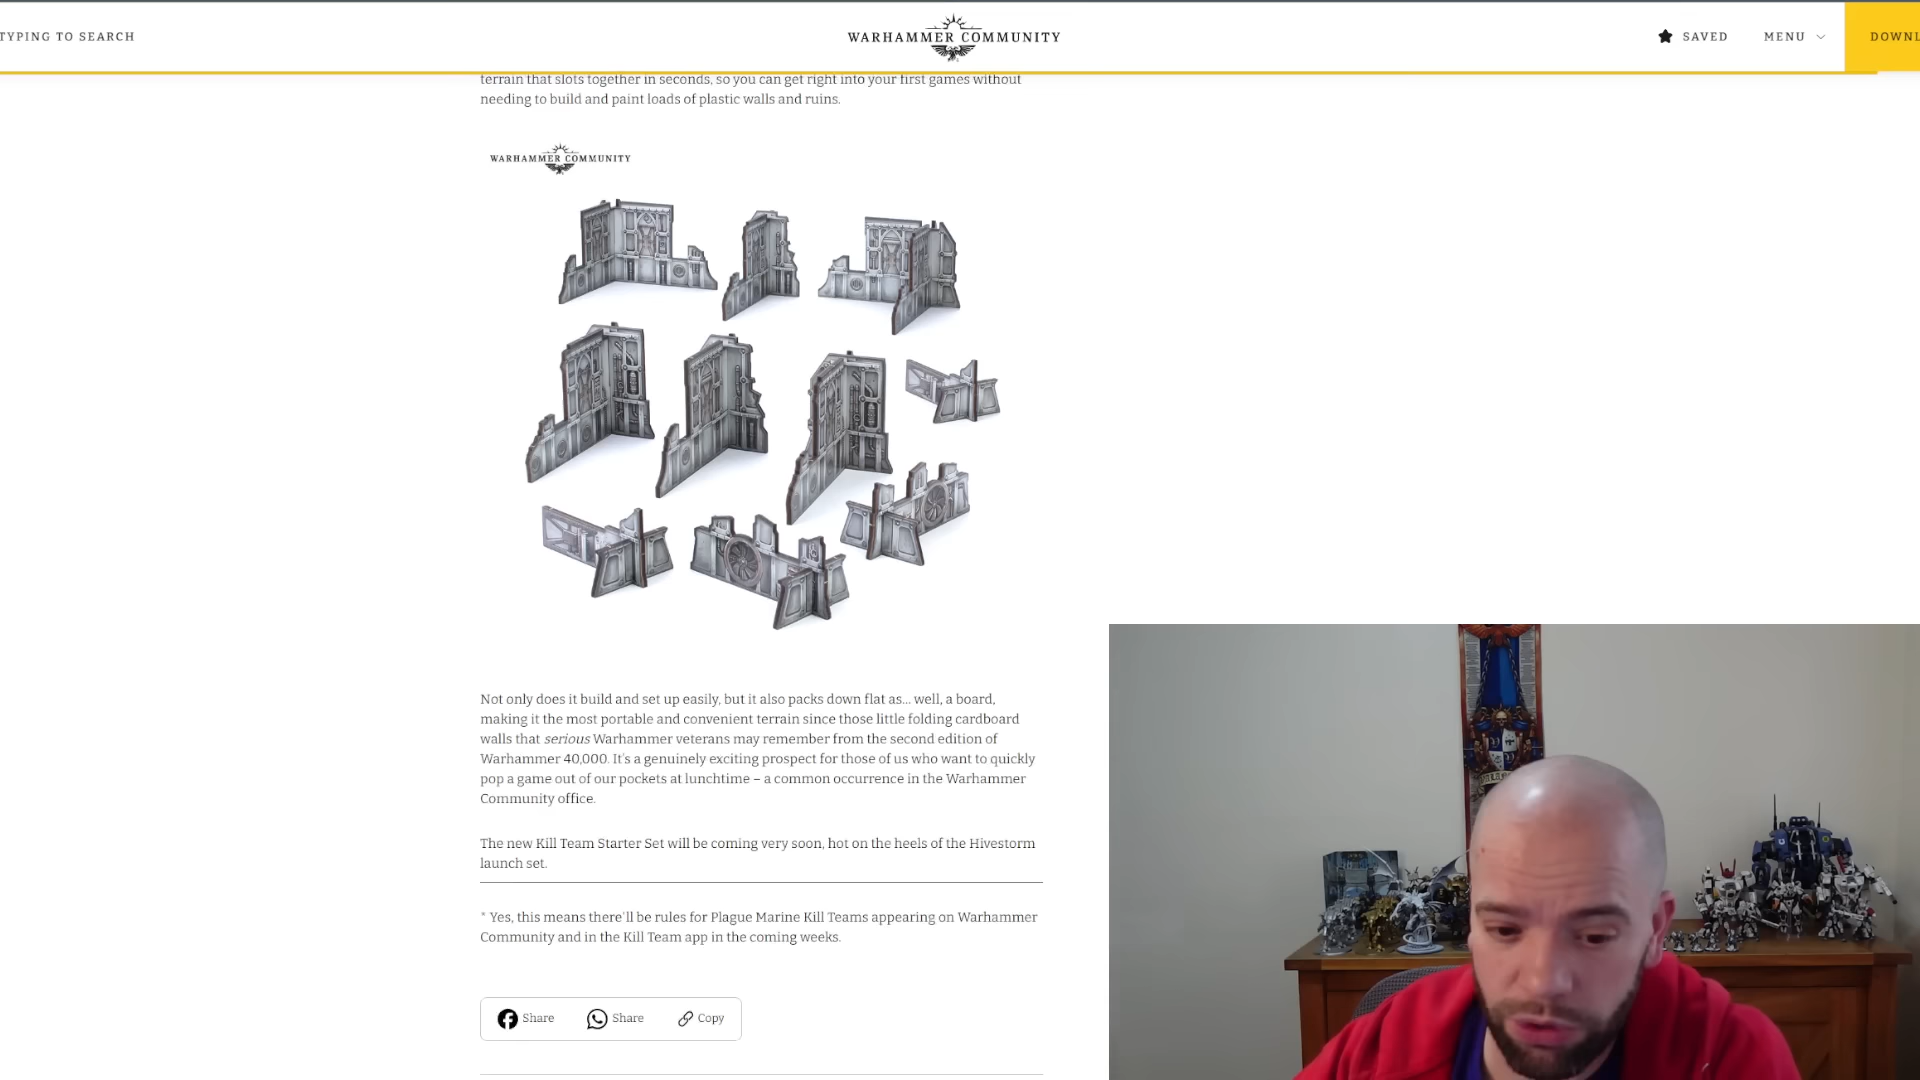 TYPING TO SEARCH
WARHAMMER COMMUNITY
SAVED
MENU
DOWNL
terrain that slots together in seconds, so you can get right into your first games without
needing to build and paint loads of plastic walls and ruins.
WARHAMMER COMMUNITY
Not only does it build and set up easily, but it also packs down flat as… well, a board,
making it the most portable and convenient terrain since those little folding cardboard
walls that serious Warhammer veterans may remember from the second edition of
Warhammer 40,000. It's a genuinely exciting prospect for those of us who want to quickly
pop a game out of our pockets at lunchtime – a common occurrence in the Warhammer
Community office.
The new Kill Team Starter Set will be coming very soon, hot on the heels of the Hivestorm
launch set.
* Yes, this means there'll be rules for Plague Marine Kill Teams appearing on Warhammer
Community and in the Kill Team app in the coming weeks.
Share
Share
Copy